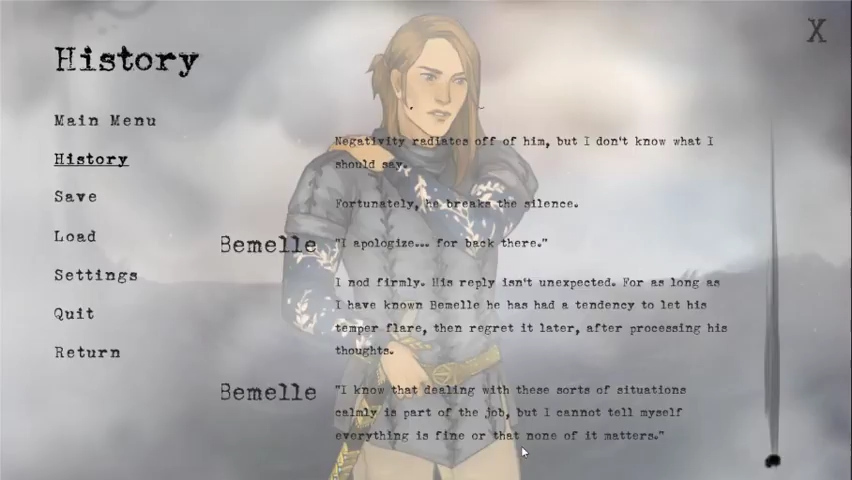 X
History
Main Menu
History
Save
Load
Settings
Quit
Return
Negativity radiates off of him, but I don't know what I
should say.
Fortunately, he breaks the silence.
Bemelle "I apologize... for back there."
I nod firmly. His reply isn't unexpected. For as long as
I have known Bemelle he has had a tendency to let his
temper flare, then regret it later, after processing his
thoughts.
Bemelle "I know that dealing with these sorts of situations
calmly is part of the job, but I cannot tell myself
everything is fine or that none of it matters."